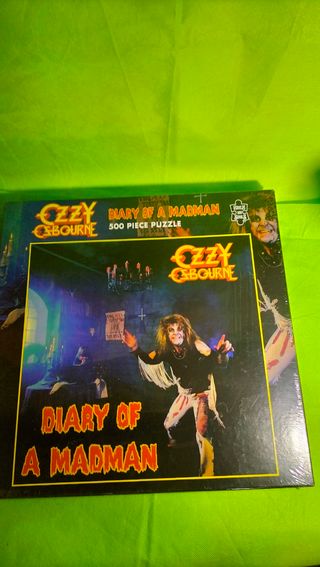 OZZY
OSBOURNE
DIARY OF A MADMAN
500 PIECE PUZZLE
OZZY
OSBOURNE
DIARY OF
A MADMAN